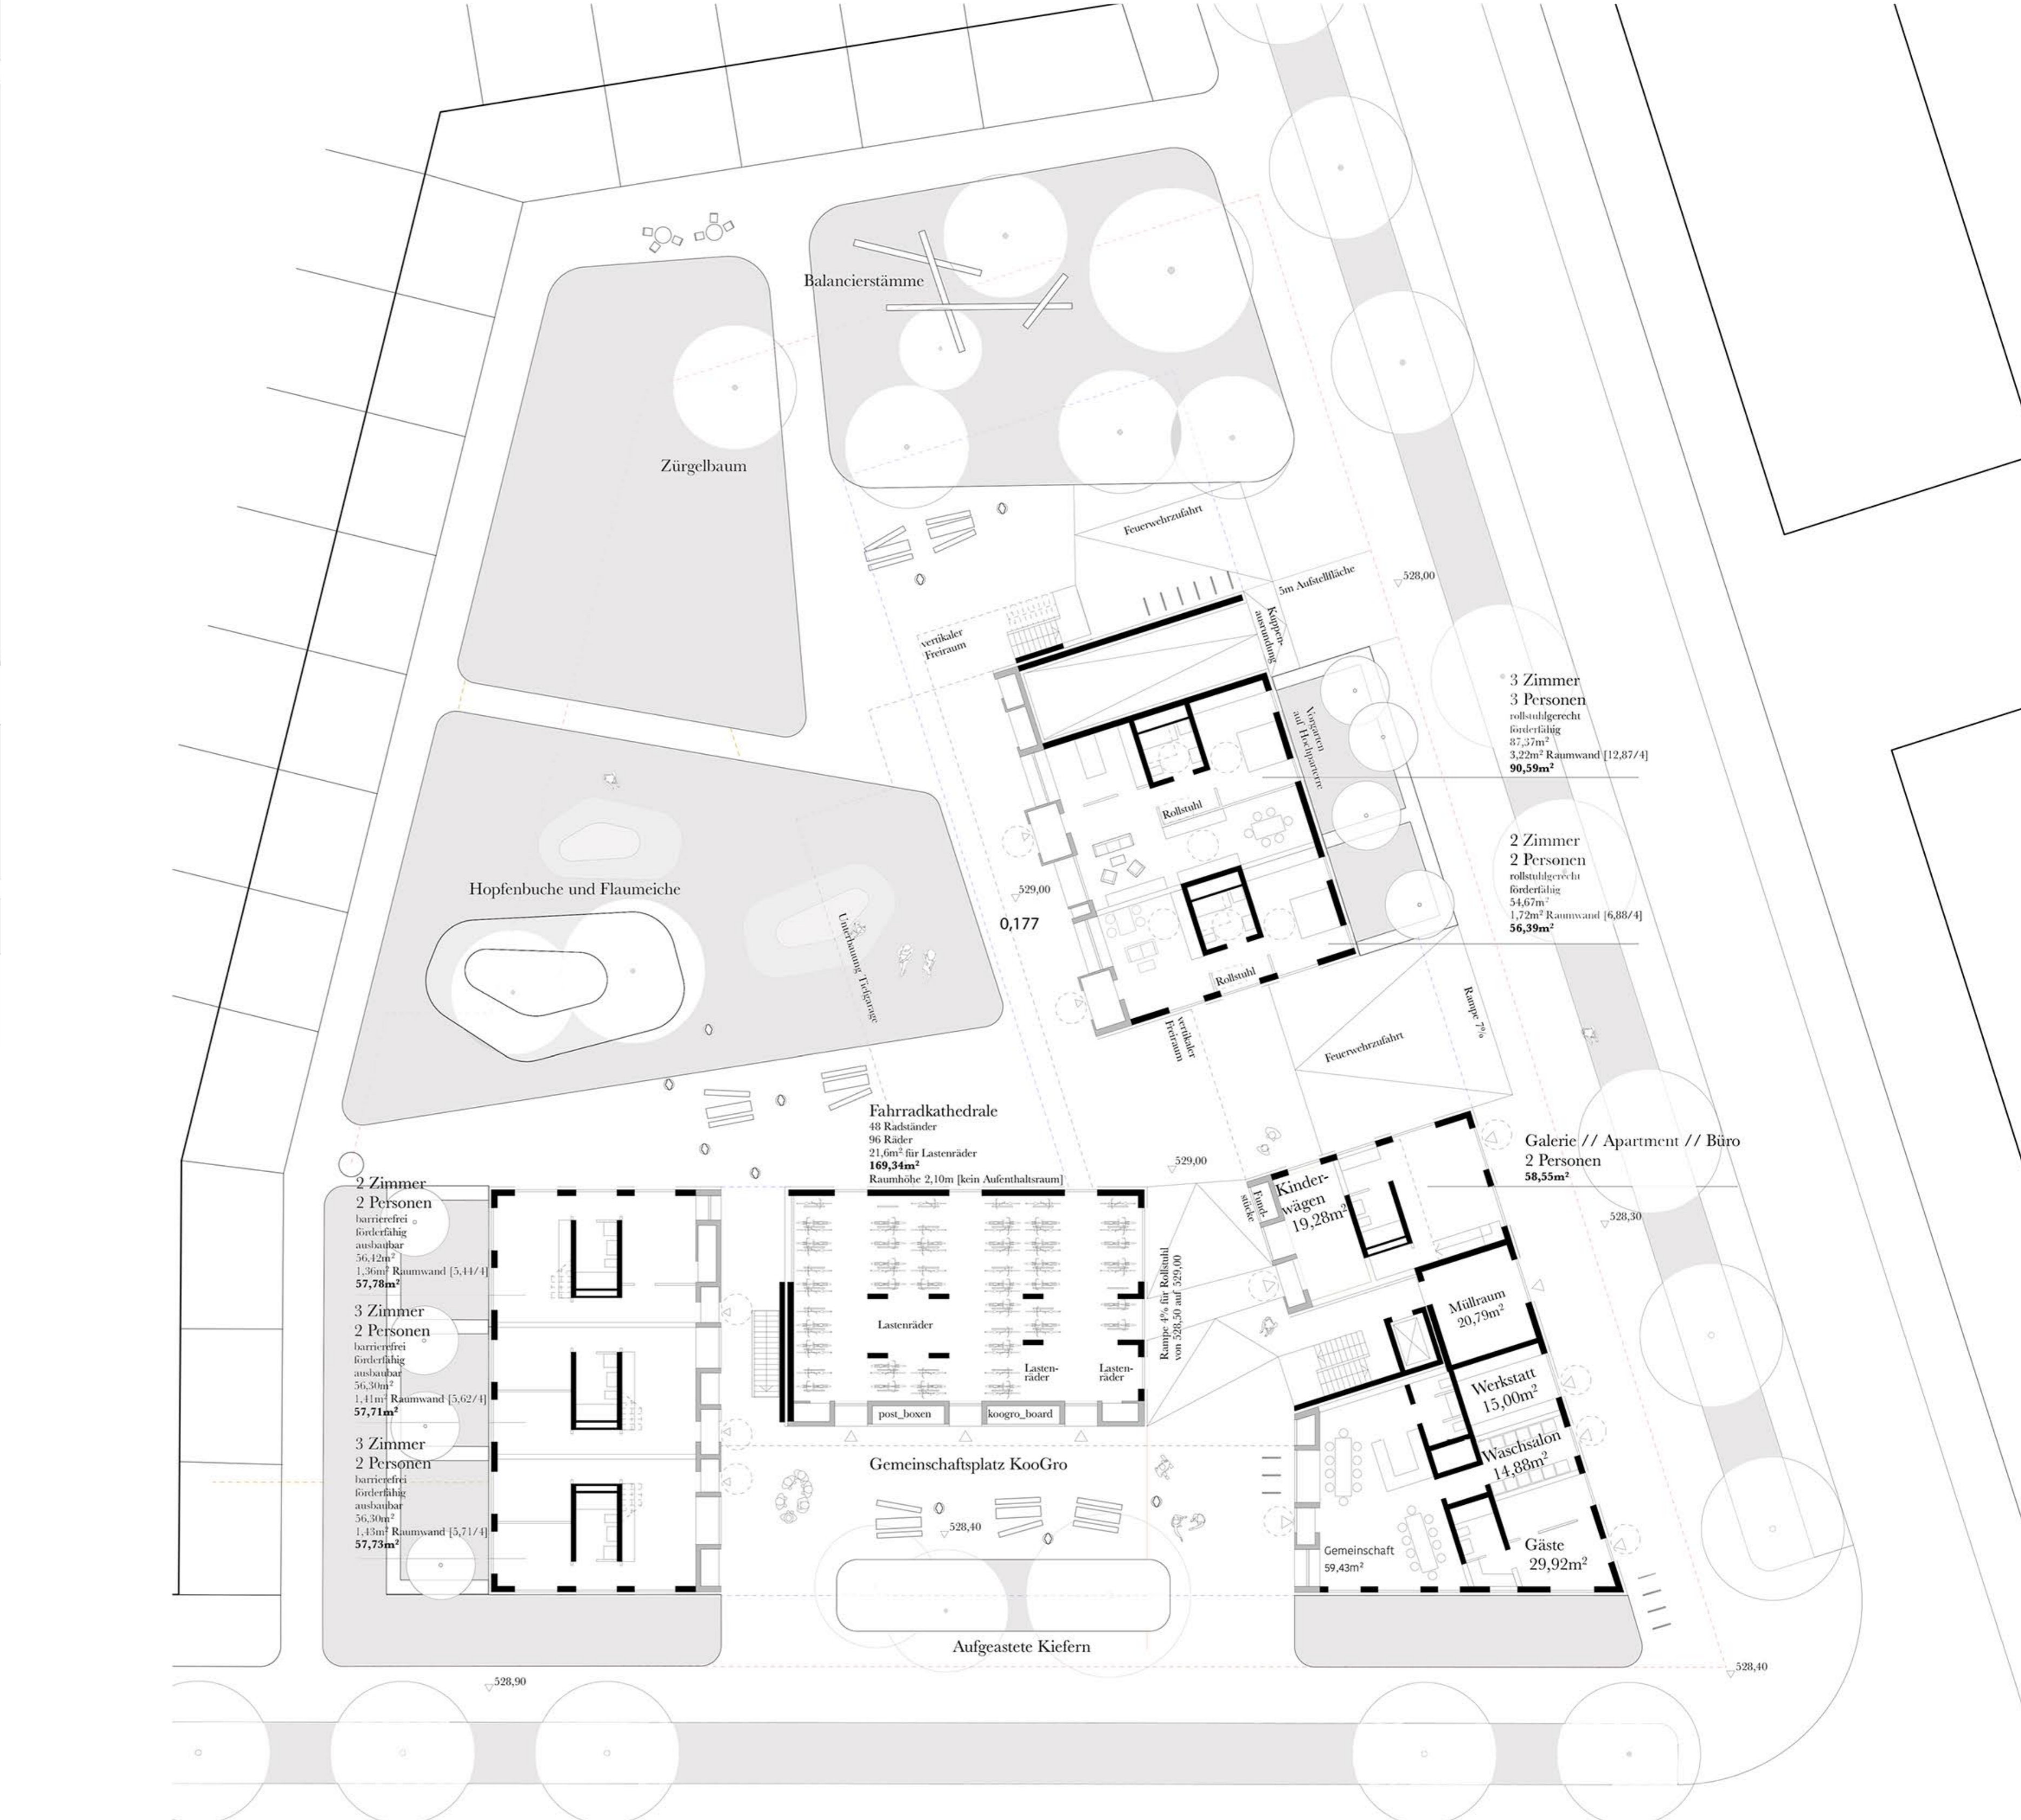 Balancierstämme
Zürgelbaum
Feuerwehrzufahrt
5m Aufstellfläche
528,00
Kuppen-
ausrundung
vertikaler
Freiraum
Vorgarten
auf Hochparterre
3 Zimmer
3 Personen
rollstuhlgerecht
förderfähig
87,37m²
3,22m² Raumwand [12,87/4]
90,59m²
Rollstuhl
2 Zimmer
2 Personen
rollstuhlgerecht
förderfähig
54,67m²
1,72m² Raumwand [6,88/4]
56,39m²
Hopfenbuche und Flaumeiche
Unterbauung Tiefgarage
529,00
0,177
Rollstuhl
vertikaler
Freiraum
Rampe 7%
Feuerwehrzufahrt
Fahrradkathedrale
48 Radständer
96 Räder
21,6m² für Lastenräder
169,34m²
Raumhöhe 2,10m [kein Aufenthaltsraum]
529,00
Galerie // Apartment // Büro
2 Personen
58,55m²
Fund-
stücke
Kinder-
wägen
19,28m²
528,30
2 Zimmer
2 Personen
barrierefrei
förderfähig
ausbaubar
56,42m²
1,36m² Raumwand [5,44/4]
57,78m²
3 Zimmer
2 Personen
barrierefrei
förderfähig
ausbaubar
56,30m²
1,41m² Raumwand [5,62/4]
57,71m²
3 Zimmer
2 Personen
barrierefrei
förderfähig
ausbaubar
56,30m²
1,43m² Raumwand [5,71/4]
57,73m²
Rampe 4% für Rollstuhl
von 528,50 auf 529,00
Lastenräder
Lasten-
räder
Lasten-
räder
post_boxen
koogro_board
Müllraum
20,79m²
Werkstatt
15,00m²
Waschsalon
14,88m²
Gemeinschaftsplatz KooGro
528,40
Gemeinschaft
59,43m²
Gäste
29,92m²
Aufgeastete Kiefern
528,90
528,40